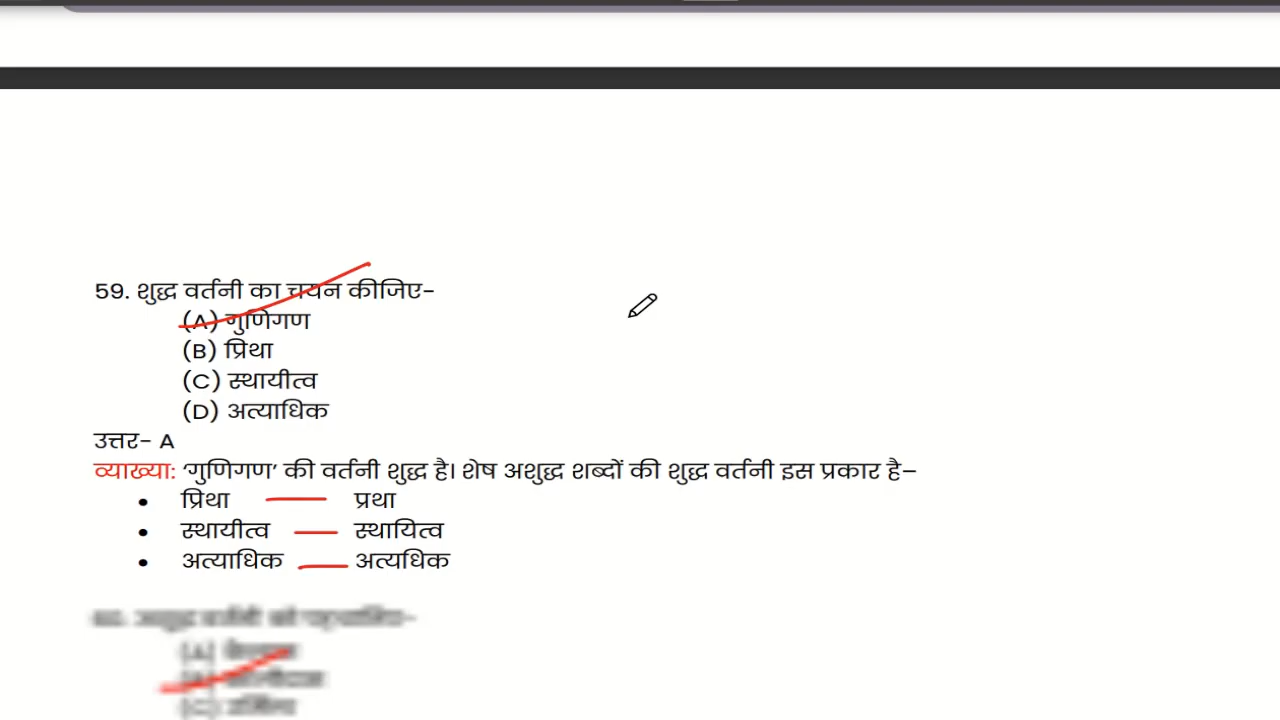 59. शुद्ध वर्तनी का चयन कीजिए-
(A) गुणिगण
(B) प्रिथा
(C) स्थायीत्व
(D) अत्याधिक
उत्तर- A
व्याख्या: ‘गुणिगण’ की वर्तनी शुद्ध है। शेष अशुद्ध शब्दों की शुद्ध वर्तनी इस प्रकार है–
• प्रिथा प्रथा
• स्थायीत्व स्थायित्व
• अत्याधिक अत्यधिक